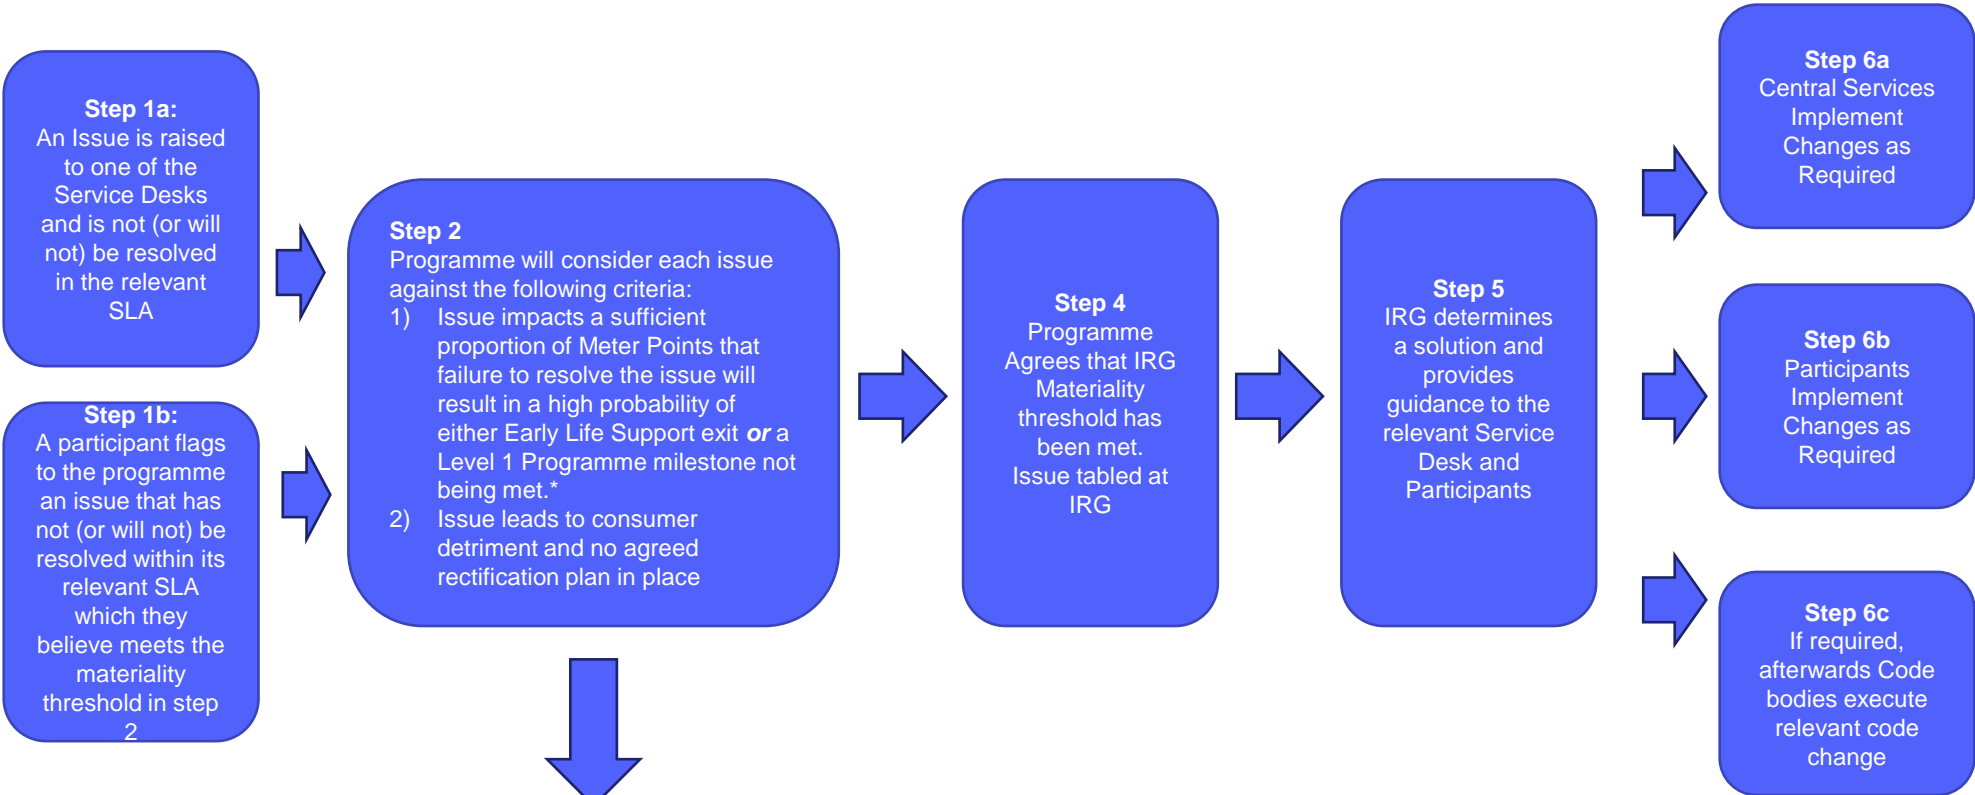 Step 1a:
An Issue is raised
to one of the
Service Desks
and is not (or will
not) be resolved
in the relevant
SLA
Step 1b:
A participant flags
to the programme
an issue that has
not (or will not) be
resolved within its
relevant SLA
which they
believe meets the
materiality
threshold in step
2
Step 2
Programme will consider each issue
against the following criteria:
1) Issue impacts a sufficient
proportion of Meter Points that
failure to resolve the issue will
result in a high probability of
either Early Life Support exit or a
Level 1 Programme milestone not
being met.*
2) Issue leads to consumer
detriment and no agreed
rectification plan in place
Step 4
Programme
Agrees that IRG
Materiality
threshold has
been met.
Issue tabled at
IRG
Step 5
IRG determines
a solution and
provides
guidance to the
relevant Service
Desk and
Participants
Step 6a
Central Services
Implement
Changes as
Required
Step 6b
Participants
Implement
Changes as
Required
Step 6c
If required,
afterwards Code
bodies execute
relevant code
change